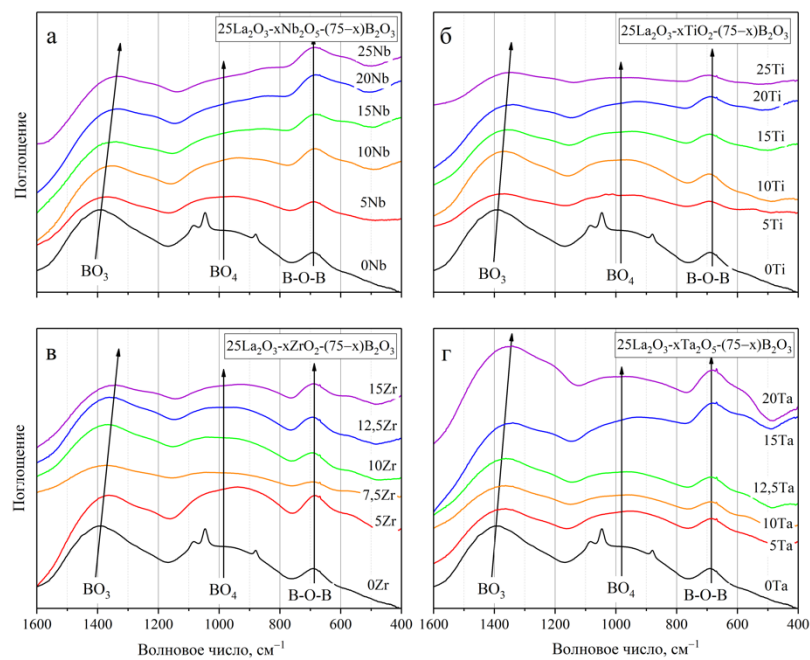 а
25La₂O₃-xNb₂O₅-(75−x)B₂O₃
25Nb
20Nb
15Nb
10Nb
5Nb
0Nb
BO₃
BO₄
B-O-B
Поглощение
б
25La₂O₃-xTiO₂-(75−x)B₂O₃
25Ti
20Ti
15Ti
10Ti
5Ti
0Ti
BO₃
BO₄
B-O-B
в
25La₂O₃-xZrO₂-(75−x)B₂O₃
15Zr
12,5Zr
10Zr
7,5Zr
5Zr
0Zr
BO₃
BO₄
B-O-B
Поглощение
1600 1400 1200 1000 800 600 400
Волновое число, см⁻¹
г
25La₂O₃-xTa₂O₅-(75−x)B₂O₃
20Ta
15Ta
12,5Ta
10Ta
5Ta
0Ta
BO₃
BO₄
B-O-B
1600 1400 1200 1000 800 600 400
Волновое число, см⁻¹